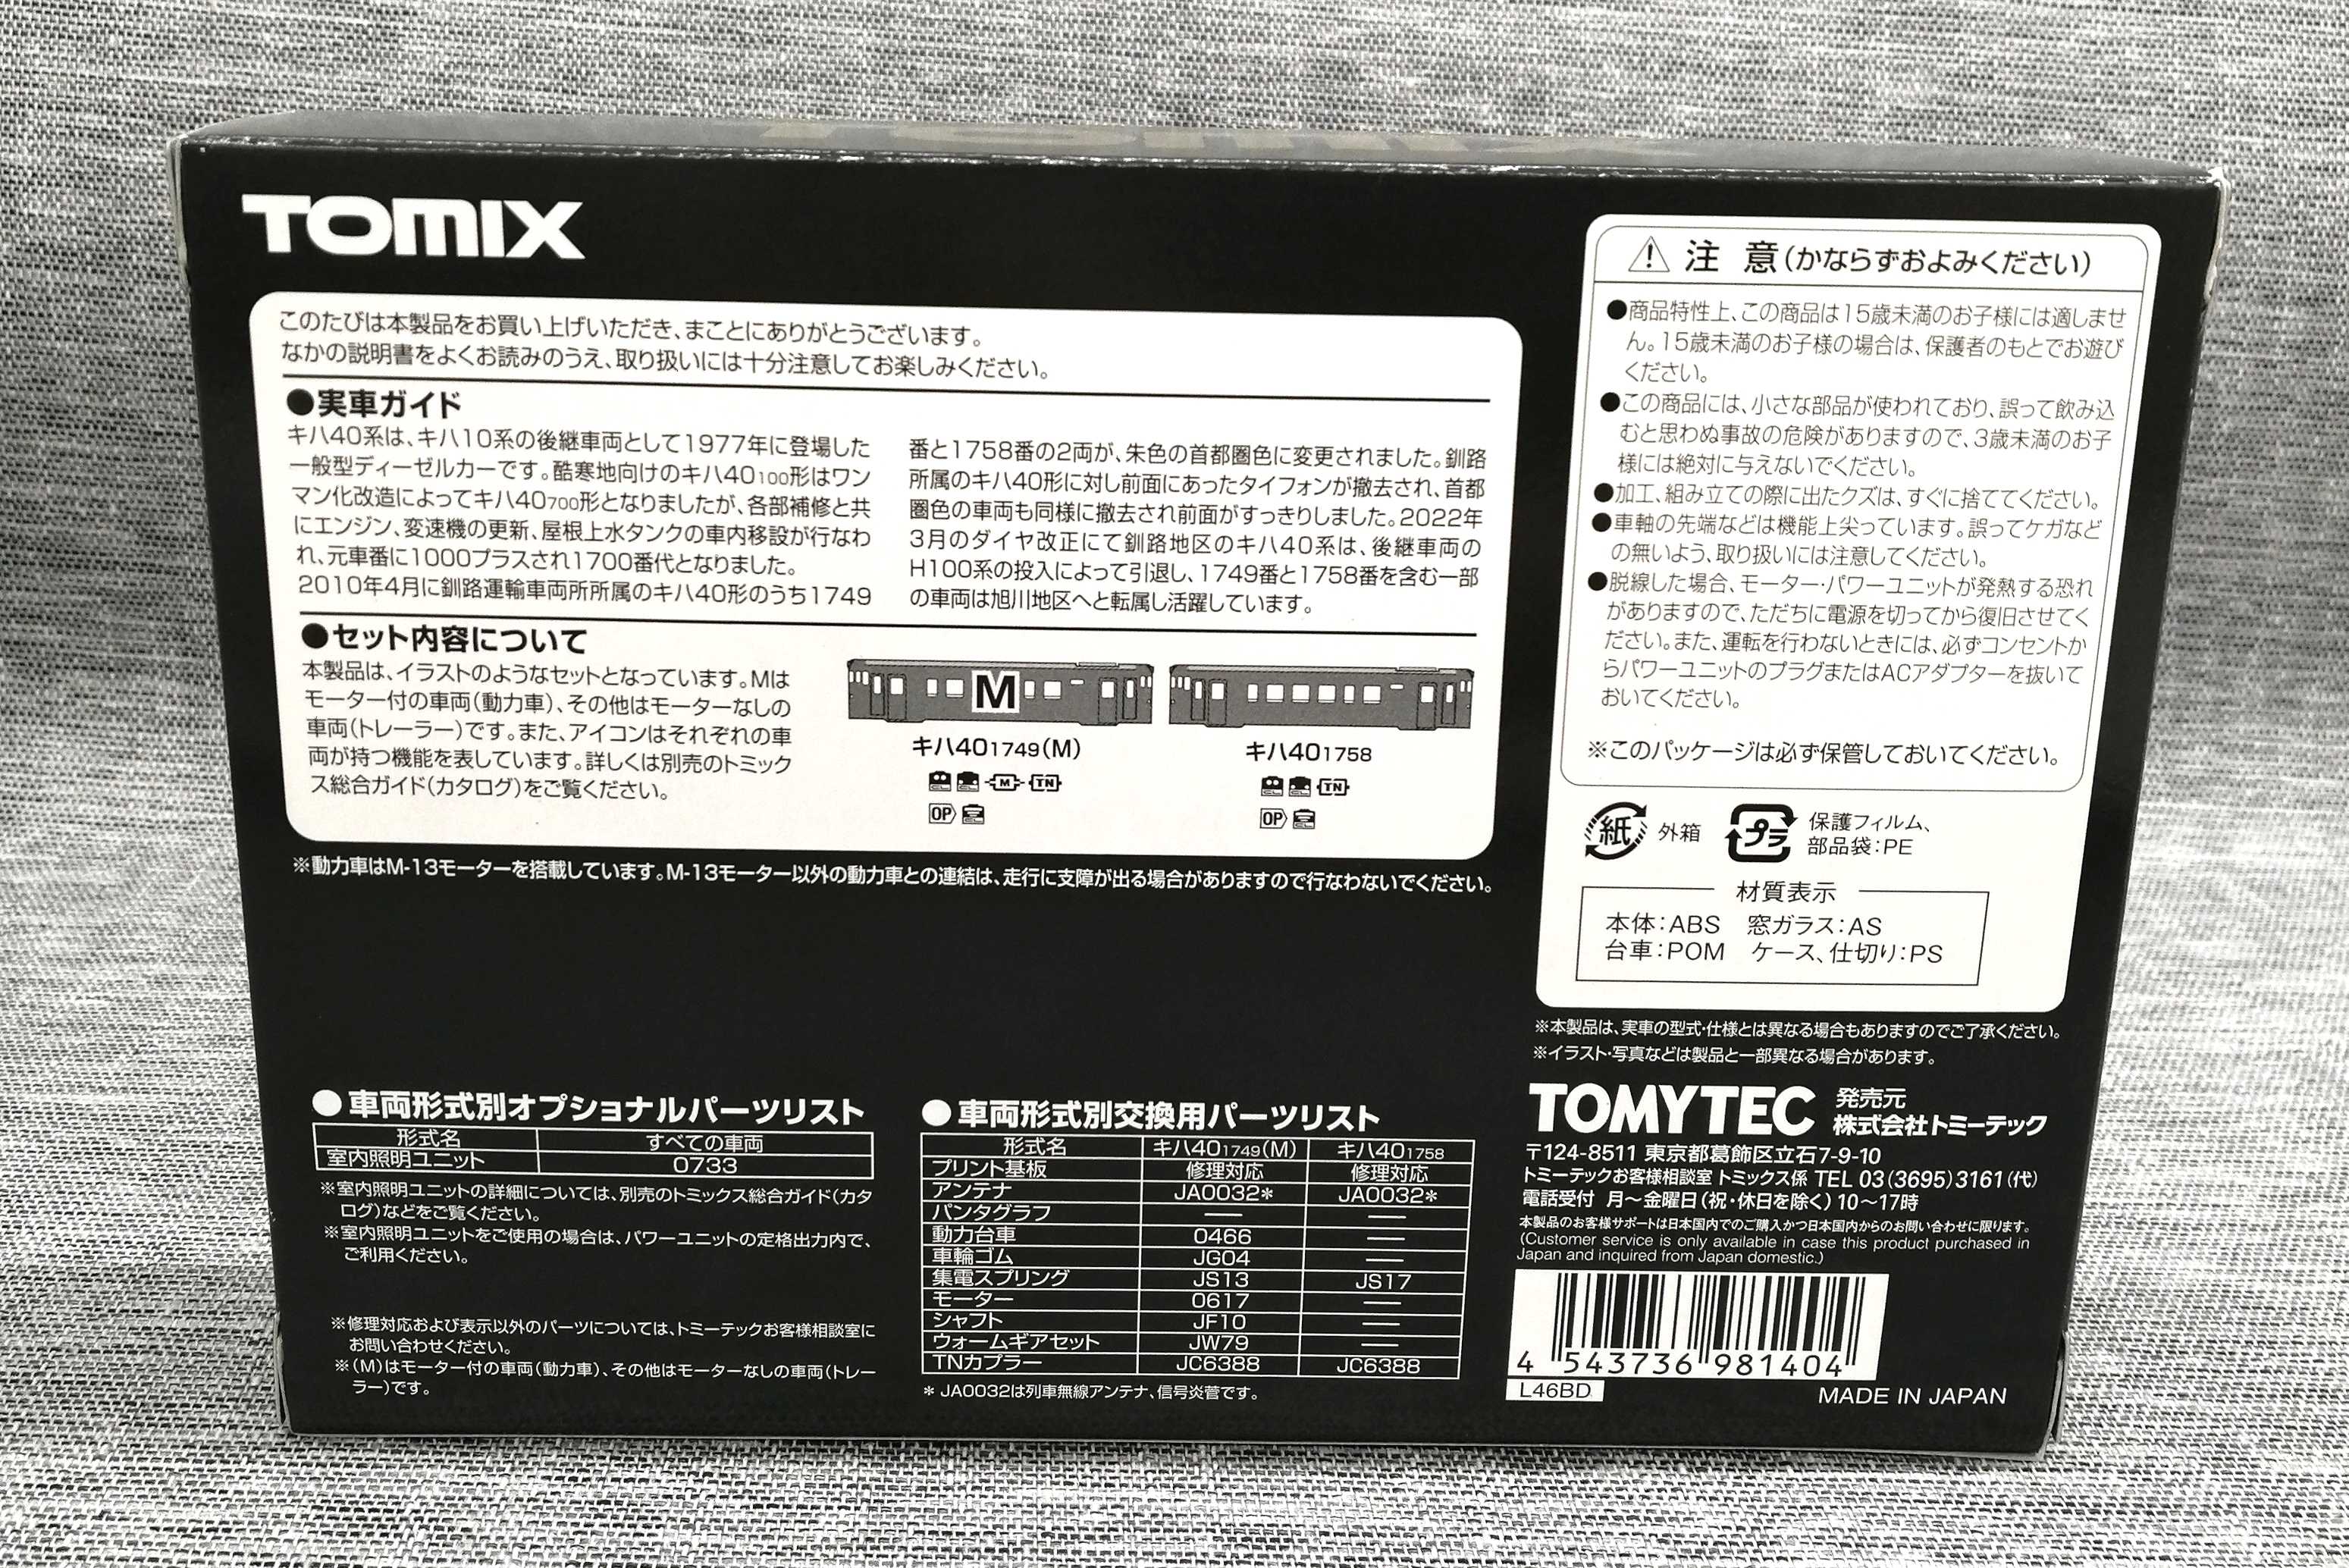 TOMIX
このたびは本製品をお買い上げいただき、まことにありがとうございます。
なかの説明書をよくお読みのうえ、取り扱いには十分注意してお楽しみください。
●実車ガイド
キハ40系は、キハ10系の後継車両として1977年に登場した
一般型ディーゼルカーです。酷寒地向けのキハ40100形はワン
マン化改造によってキハ40700形となりましたが、各部補修と共
にエンジン、変速機の更新、屋根上水タンクの車内移設が行なわ
れ、元車番に1000プラスされ1700番代となりました。
2010年4月に釧路運輸車両所所属のキハ40形のうち1749
番と1758番の2両が、朱色の首都圏色に変更されました。釧路
所属のキハ40形に対し前面にあったタイフォンが撤去され、首都
圏色の車両も同様に撤去され前面がすっきりしました。2022年
3月のダイヤ改正にて釧路地区のキハ40系は、後継車両の
H100系の投入によって引退し、1749番と1758番を含む一部
の車両は旭川地区へと転属し活躍しています。
●セット内容について
本製品は、イラストのようなセットとなっています。Mは
モーター付の車両(動力車)、その他はモーターなしの
車両(トレーラー)です。また、アイコンはそれぞれの車
両が持つ機能を表しています。詳しくは別売のトミック
ス総合ガイド(カタログ)をご覧ください。
M
キハ401749(M)
M TN
OP
キハ401758
TN
OP
※動力車はM-13モーターを搭載しています。M-13モーター以外の動力車との連結は、走行に支障が出る場合がありますので行なわないでください。
●車両形式別オプショナルパーツリスト
形式名 すべての車両
室内照明ユニット 0733
※室内照明ユニットの詳細については、別売のトミックス総合ガイド(カタ
ログ)などをご覧ください。
※室内照明ユニットをご使用の場合は、パワーユニットの定格出力内で、
ご利用ください。
※修理対応および表示以外のパーツについては、トミーテックお客様相談室に
お問い合わせください。
※(M)はモーター付の車両(動力車)、その他はモーターなしの車両(トレー
ラー)です。
●車両形式別交換用パーツリスト
形式名 キハ401749(M) キハ401758
プリント基板 修理対応 修理対応
アンテナ JA0032* JA0032*
パンタグラフ ― ―
動力台車 0466 ―
車輪ゴム JG04 ―
集電スプリング JS13 JS17
モーター 0617 ―
シャフト JF10 ―
ウォームギアセット JW79 ―
TNカプラー JC6388 JC6388
* JA0032は列車無線アンテナ、信号炎管です。
⚠ 注 意(かならずおよみください)
●商品特性上、この商品は15歳未満のお子様には適しませ
ん。15歳未満のお子様の場合は、保護者のもとでお遊び
ください。
●この商品には、小さな部品が使われており、誤って飲み込
むと思わぬ事故の危険がありますので、3歳未満のお子
様には絶対に与えないでください。
●加工、組み立ての際に出たクズは、すぐに捨ててください。
●車軸の先端などは機能上尖っています。誤ってケガなど
の無いよう、取り扱いには注意してください。
●脱線した場合、モーター・パワーユニットが発熱する恐れ
がありますので、ただちに電源を切ってから復旧させてく
ださい。また、運転を行わないときには、必ずコンセントか
らパワーユニットのプラグまたはACアダプターを抜いて
おいてください。
※このパッケージは必ず保管しておいてください。
紙 外箱 プラ 保護フィルム、
部品袋:PE
材質表示
本体:ABS 窓ガラス:AS
台車:POM ケース、仕切り:PS
※本製品は、実車の型式・仕様とは異なる場合もありますのでご了承ください。
※イラスト・写真などは製品と一部異なる場合があります。
TOMYTEC 発売元
株式会社トミーテック
〒124-8511 東京都葛飾区立石7-9-10
トミーテックお客様相談室 トミックス係 TEL 03(3695)3161(代)
電話受付 月〜金曜日(祝・休日を除く)10〜17時
本製品のお客様サポートは日本国内でのご購入かつ日本国内からのお問い合わせに限ります。
(Customer service is only available in case this product purchased in
Japan and inquired from Japan domestic.)
4 543736 981404
L46BD
MADE IN JAPAN